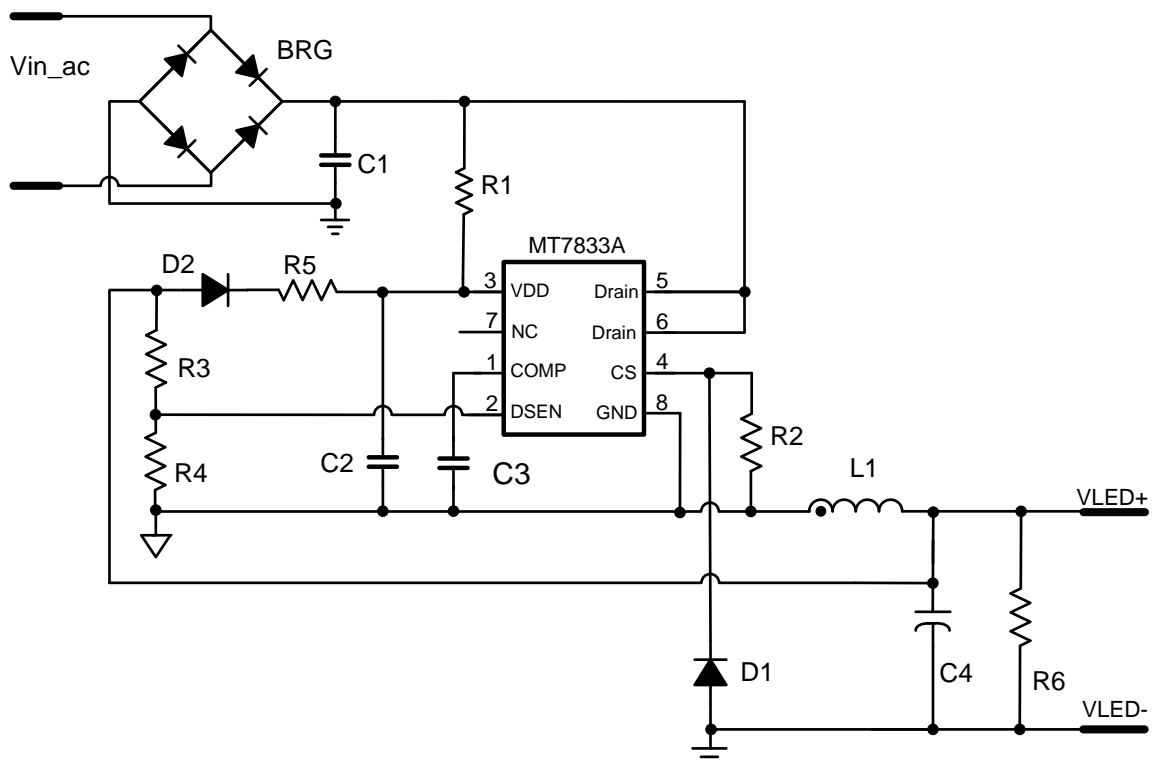 BRG
Vin_ac
C1
R1
MT7833A
D2
R5
3
VDD
Drain
5
7
NC
Drain
6
R3
1
COMP
CS
4
2
DSEN
GND
8
R2
R4
C2
C3
L1
VLED+
D1
C4
R6
VLED-